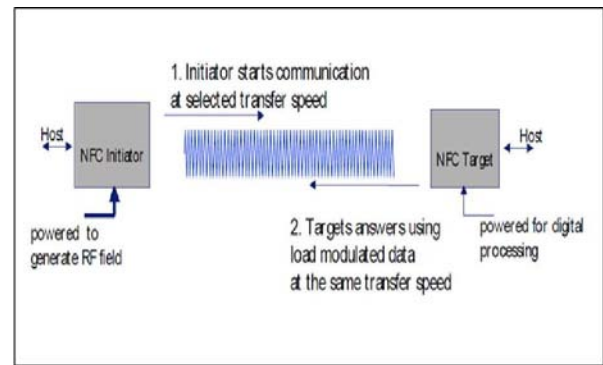 1. Initiator starts communication
at selected transfer speed
Host
NFC Initiator
powered to
generate RF field
Host
NFC Target
powered for digital
processing
2. Targets answers using
load modulated data
at the same transfer speed